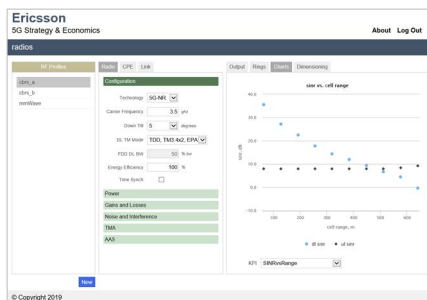 Ericsson
5G Strategy & Economics
About Log Out
radios
RF Profiles
cbrn_a
cbrn_b
mmWave
New
Radio CPE Link
Configuration
Technology 5G-NR
Carrier Frequency 3.5 ghz
Down Tilt 5 degrees
DL TM Mode TDD, TM3 4x2, EPA
FDD DL BW 50 % bw
Energy Efficiency 100 %
Time Synch
Power
Gains and Losses
Noise and Interference
TMA
AAS
Output Rings Charts Dimensioning
sinr vs. cell range
40.0
30.0
20.0
10.0
0.0
-10.0
sinr, db
100 200 300 400 500 600
cell range, m
dl sinr ul sinr
KPI SINRvsRange
© Copyright 2019